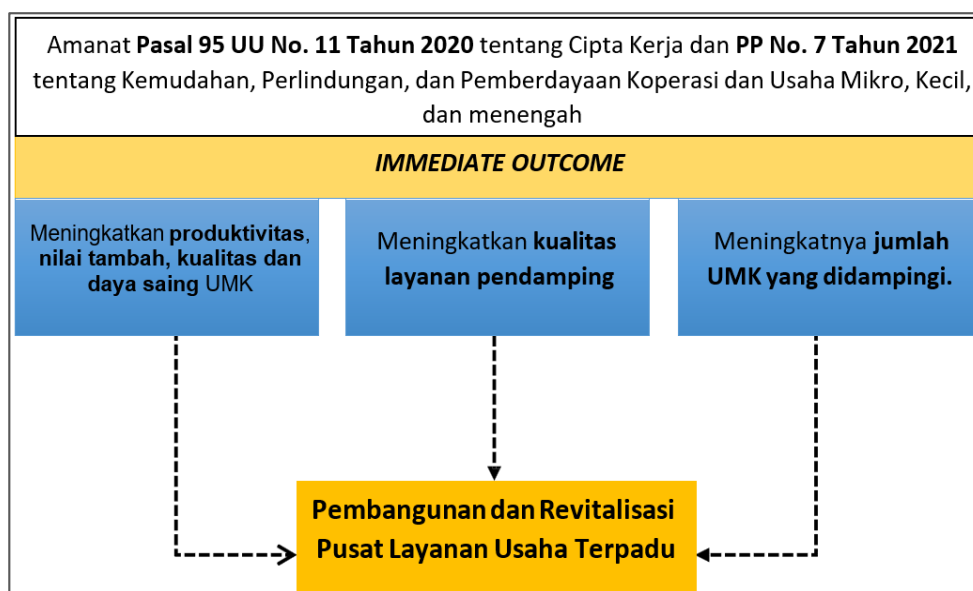 Amanat Pasal 95 UU No. 11 Tahun 2020 tentang Cipta Kerja dan PP No. 7 Tahun 2021
tentang Kemudahan, Perlindungan, dan Pemberdayaan Koperasi dan Usaha Mikro, Kecil,
dan menengah
IMMEDIATE OUTCOME
Meningkatkan produktivitas,
nilai tambah, kualitas dan
daya saing UMK
Meningkatkan kualitas
layanan pendamping
Meningkatnya jumlah
UMK yang didampingi.
Pembangunan dan Revitalisasi
Pusat Layanan Usaha Terpadu